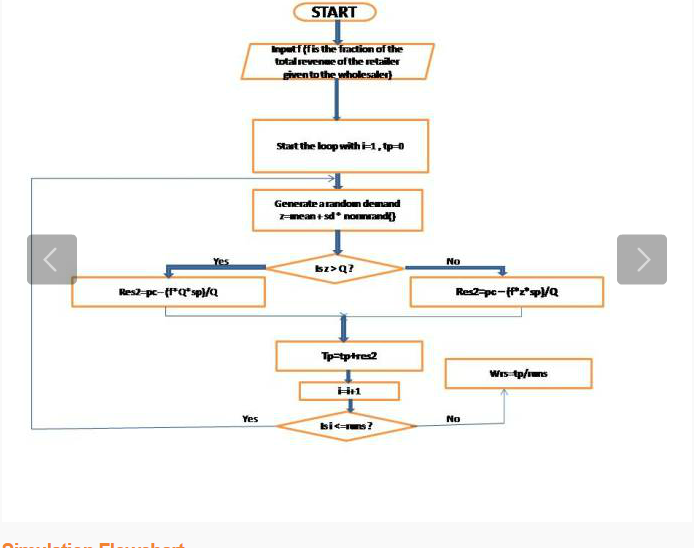 START
Input f (f is the fraction of the
total revenue of the retailer
given to the wholesaler)
Start the loop with i=1 , tp=0
Generate a random demand
z=mean + sd * normrand()
Yes
Is z > Q ?
No
Res2=pc-(f*Q*sp)/Q
Res2=pc-(f*z*sp)/Q
Tp=tp+res2
Wrs=tp/runs
i=i+1
Yes
Is i <=runs ?
No
Simulation Flowchart